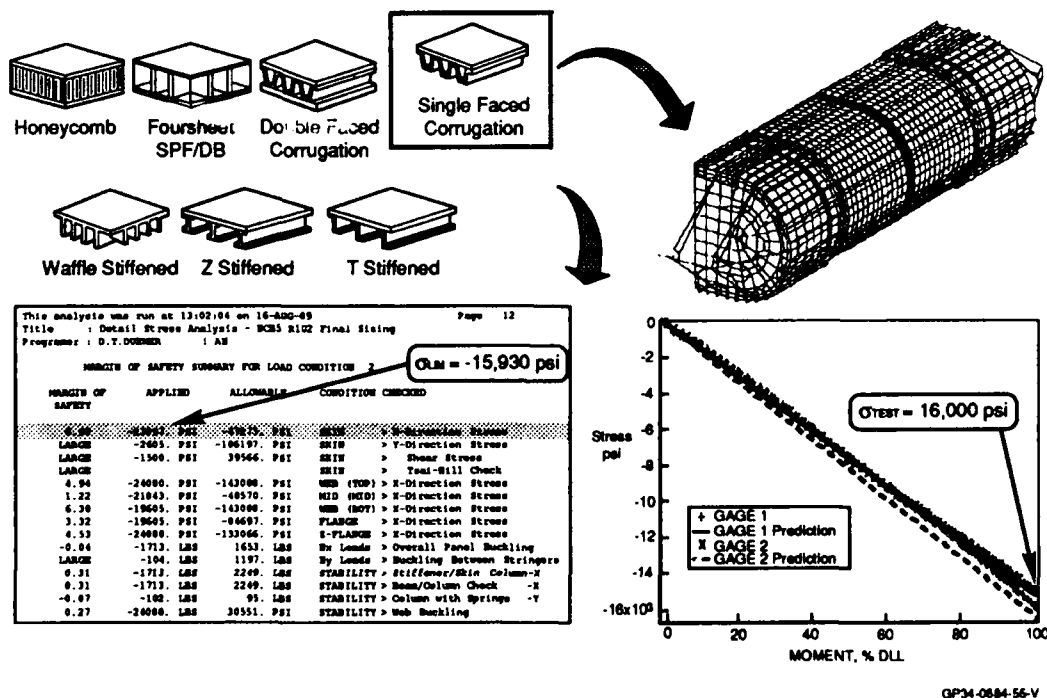 Honeycomb
Foursheet
SPF/DB
Double Faced
Corrugation
Single Faced
Corrugation
Waffle Stiffened
Z Stiffened
T Stiffened
This analysis was run at 13:02:04 on 16-AUG-89 Page 12
Title : Detail Stress Analysis - Final Sizing
Programer :
MARGIN OF SAFETY SUMMARY FOR LOAD CONDITION 2
σLIM = -15,930 psi
MARGIN OF APPLIED ALLOWABLE CONDITION CHECKED
SAFETY
PSI PSI SKIN > X-Direction Stress
LARGE -2605. PSI -106197. PSI SKIN > Y-Direction Stress
LARGE -1500. PSI 39566. PSI SKIN > Shear Stress
LARGE SKIN > Tsai-Hill Check
4.94 -24080. PSI -143000. PSI WEB (TOP) > X-Direction Stress
1.22 -21843. PSI -48570. PSI MID (MID) > X-Direction Stress
6.30 -19605. PSI -143000. PSI WEB (BOT) > X-Direction Stress
3.32 -19605. PSI -84697. PSI FLANGE > X-Direction Stress
4.53 -24080. PSI -133066. PSI > X-Direction Stress
-0.04 -1713. LBS 1653. LBS Loads > Overall Panel Buckling
LARGE -104. LBS 1197. LBS By Loads > Buckling Between Stringers
0.31 -1713. LBS 2249. LBS STABILITY > Stiffener/Skin Column-X
0.31 -1713. LBS 2249. LBS STABILITY > Beam/Column Check -X
-0.07 -102. LBS 95. LBS STABILITY > Column with Springs -Y
0.27 -24080. PSI 30551. PSI STABILITY > Web Buckling
0
-2
-4
Stress
psi
-6
-8
-10
-12
-14
-16x10³
σTEST = 16,000 psi
+ GAGE 1
GAGE 1 Prediction
X GAGE 2
GAGE 2 Prediction
0 20 40 60 80 100
MOMENT, % DLL
GP34-0684-55-V